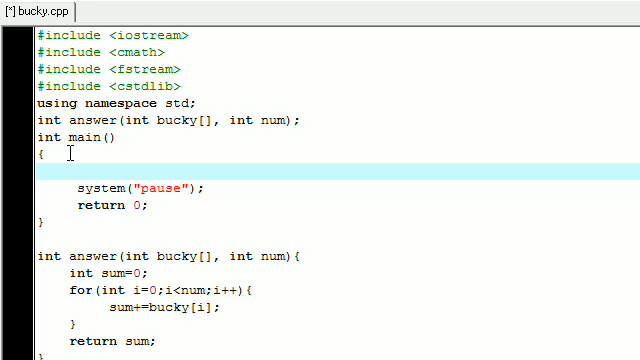 [*] bucky.cpp
#include <iostream>
#include <cmath>
#include <fstream>
#include <cstdlib>
using namespace std;
int answer(int bucky[], int num);
int main()
{
system("pause");
return 0;
}
int answer(int bucky[], int num){
int sum=0;
for(int i=0;i<num;i++){
sum+=bucky[i];
}
return sum;
}